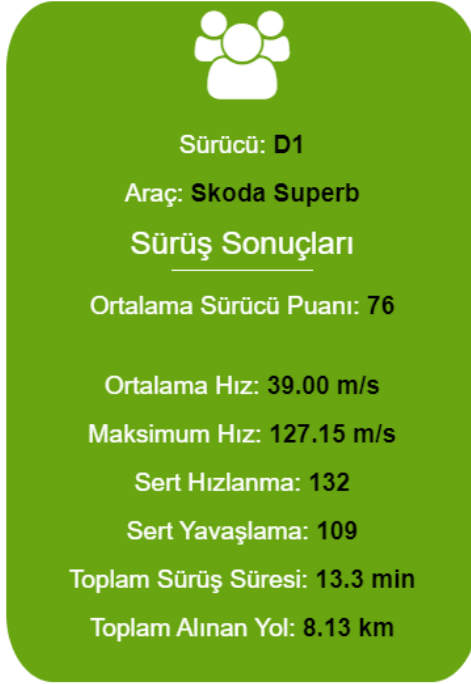 Sürücü: D1
Araç: Skoda Superb
Sürüş Sonuçları
Ortalama Sürücü Puanı: 76
Ortalama Hız: 39.00 m/s
Maksimum Hız: 127.15 m/s
Sert Hızlanma: 132
Sert Yavaşlama: 109
Toplam Sürüş Süresi: 13.3 min
Toplam Alınan Yol: 8.13 km